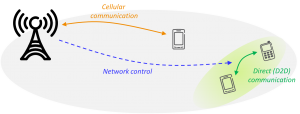 Cellular
communication
Network control
Direct (D2D)
communication